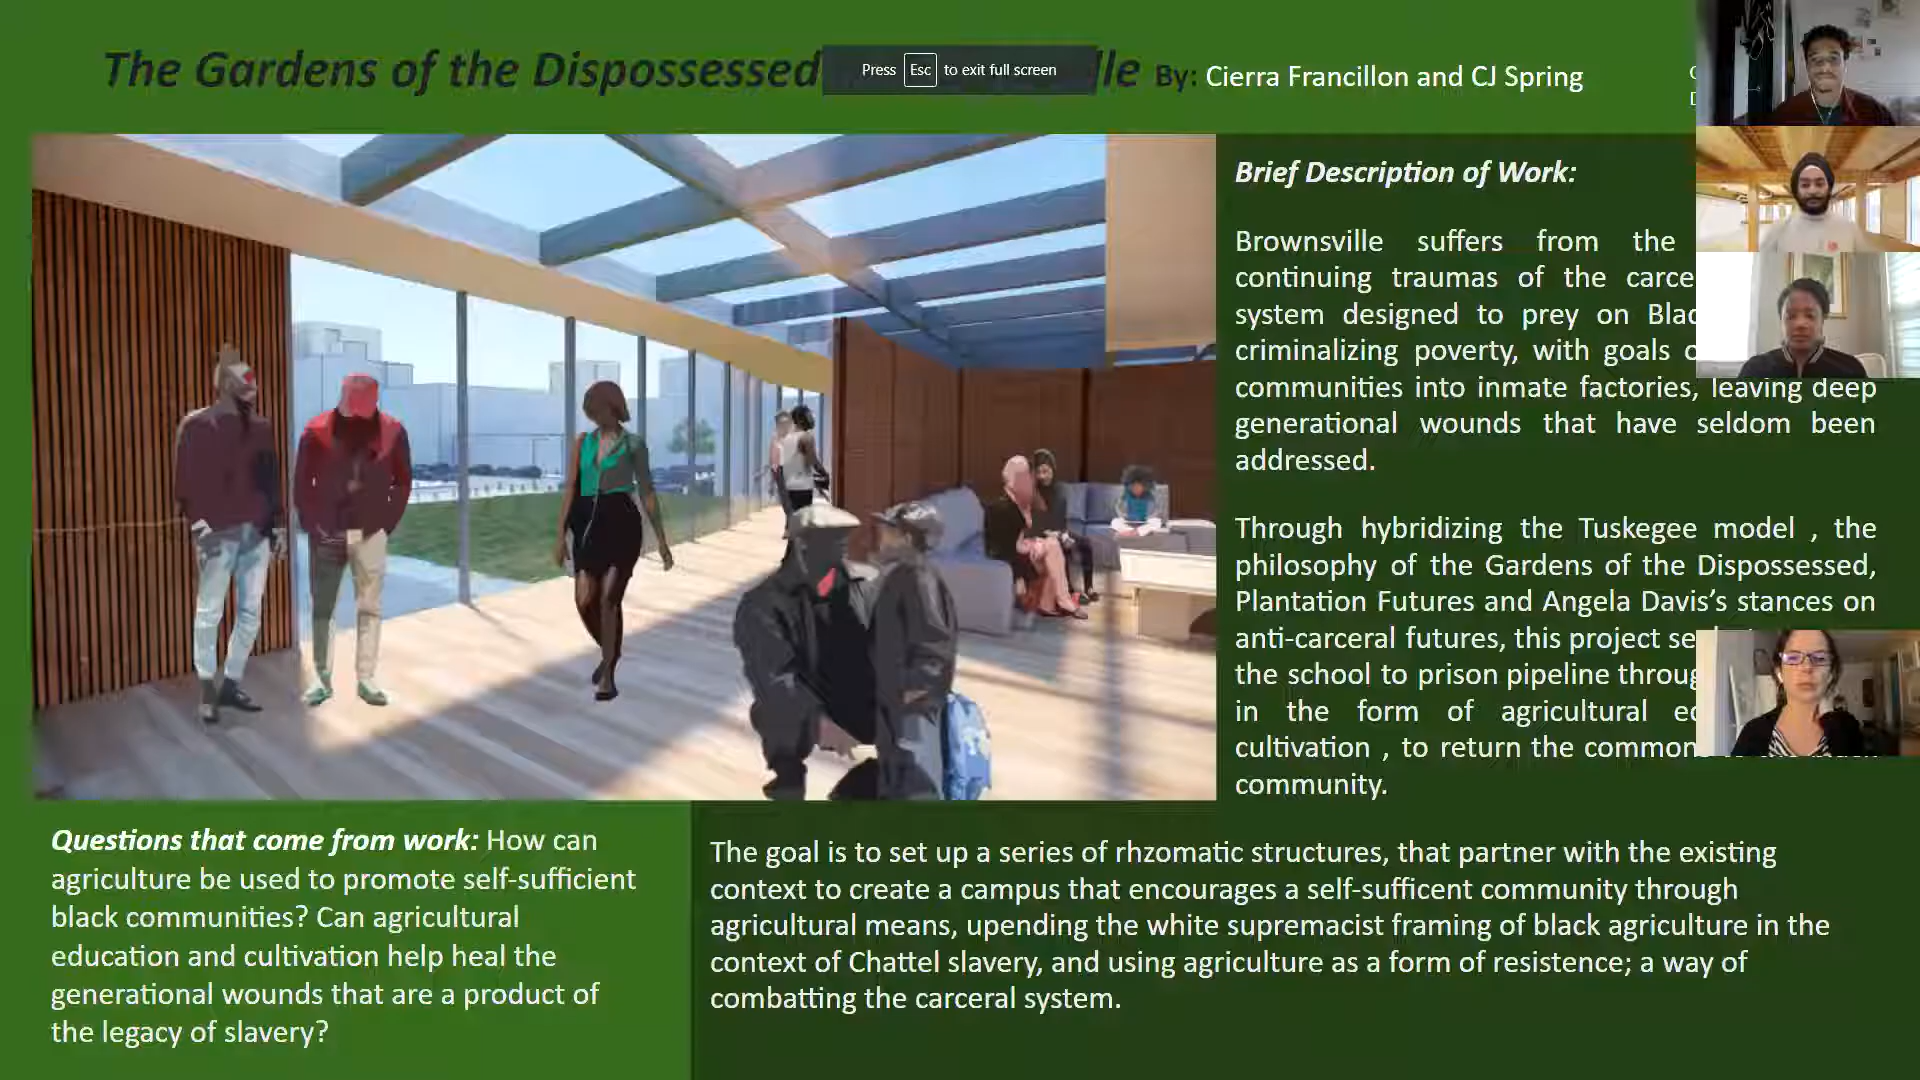 The Gardens of the Dispossessed
lle By: Cierra Francillon and CJ Spring
Press Esc to exit full screen
Brief Description of Work:
Brownsville suffers from the
continuing traumas of the
system designed to prey on
criminalizing poverty, with goals
communities into inmate factories, leaving deep
generational wounds that have seldom been
addressed.
Through hybridizing the Tuskegee model , the
philosophy of the Gardens of the Dispossessed,
Plantation Futures and Angela Davis’s stances on
anti-carceral futures, this project
the school to prison pipeline
in the form of agricultural
cultivation , to return the
community.
Questions that come from work: How can
agriculture be used to promote self-sufficient
black communities? Can agricultural
education and cultivation help heal the
generational wounds that are a product of
the legacy of slavery?
The goal is to set up a series of rhzomatic structures, that partner with the existing
context to create a campus that encourages a self-sufficent community through
agricultural means, upending the white supremacist framing of black agriculture in the
context of Chattel slavery, and using agriculture as a form of resistence; a way of
combatting the carceral system.